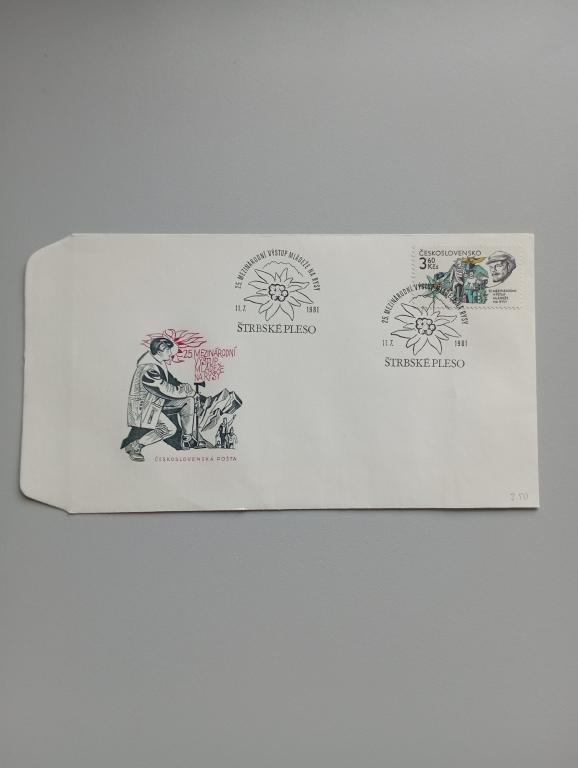 25. MEZINÁRODNÍ VÝSTUP MLÁDEŽE NA RYSY
11.7. 1981
ŠTRBSKÉ PLESO
ČESKOSLOVENSKO
3 60
Kčs
25. MEZINÁRODNÍ VÝSTUP MLÁDEŽE NA RYSY
11.7. 1981
ŠTRBSKÉ PLESO
25 MEZINÁRODNÍ
VÝSTUP
MLÁDEŽE
NA RYSY
ČESKOSLOVENSKÁ POŠTA